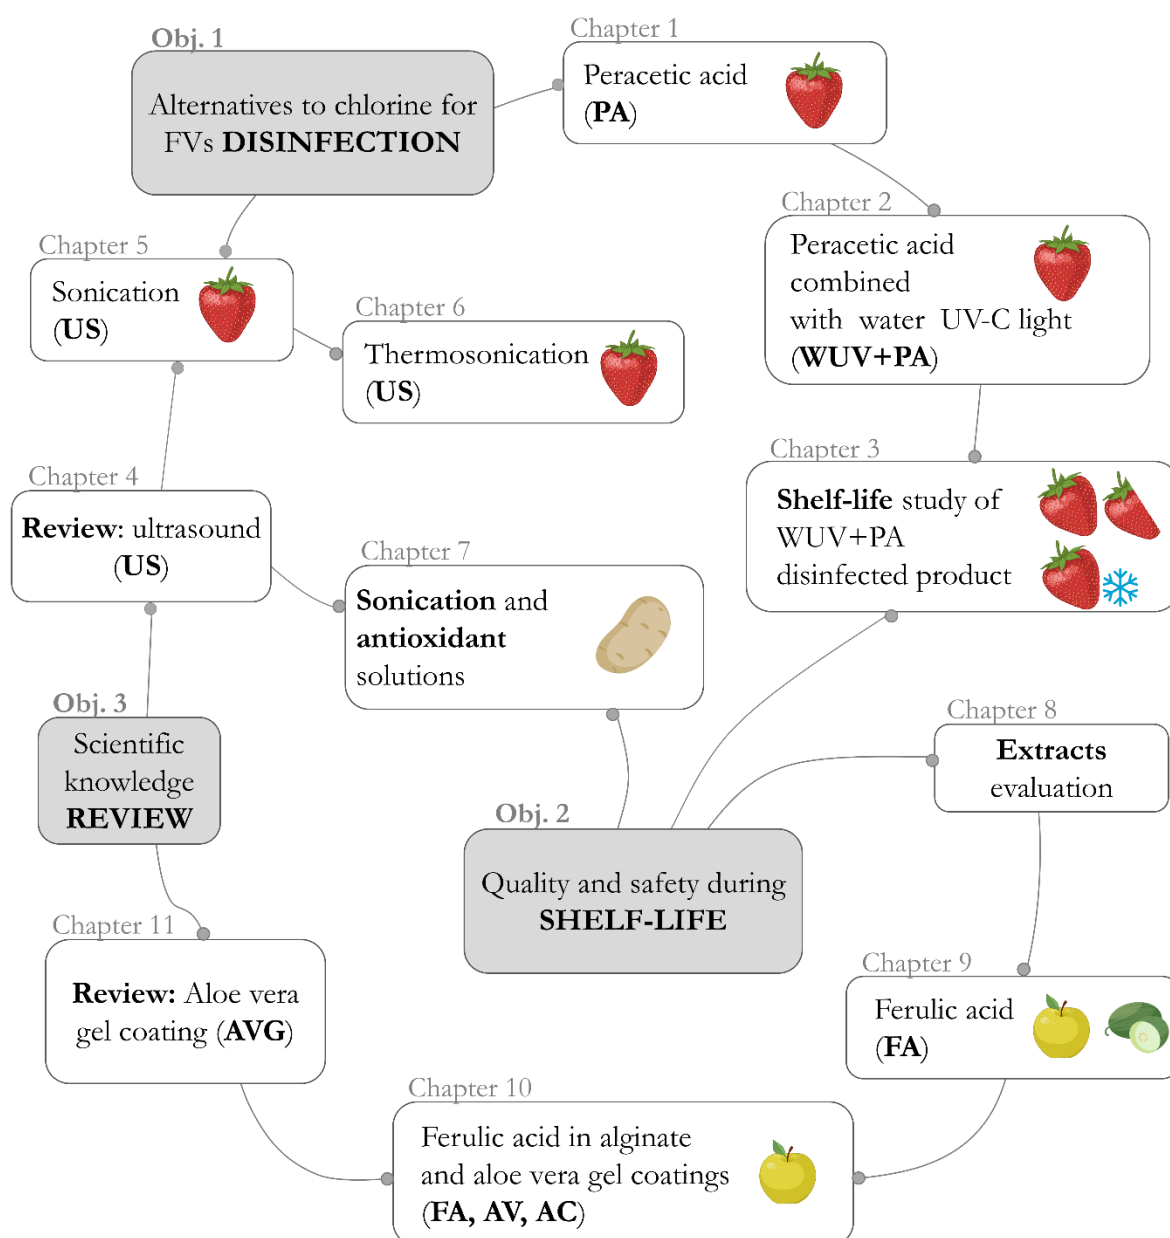 Obj. 1
Alternatives to chlorine for
FVs DISINFECTION
Chapter 1
Peracetic acid
(PA)
Chapter 2
Peracetic acid
combined
with water UV-C light
(WUV+PA)
Chapter 5
Sonication
(US)
Chapter 6
Thermosonication
(US)
Chapter 3
Shelf-life study of
WUV+PA
disinfected product
Chapter 4
Review: ultrasound
(US)
Chapter 7
Sonication and
antioxidant
solutions
Obj. 3
Scientific
knowledge
REVIEW
Chapter 8
Extracts
evaluation
Obj. 2
Quality and safety during
SHELF-LIFE
Chapter 11
Review: Aloe vera
gel coating (AVG)
Chapter 9
Ferulic acid
(FA)
Chapter 10
Ferulic acid in alginate
and aloe vera gel coatings
(FA, AV, AC)